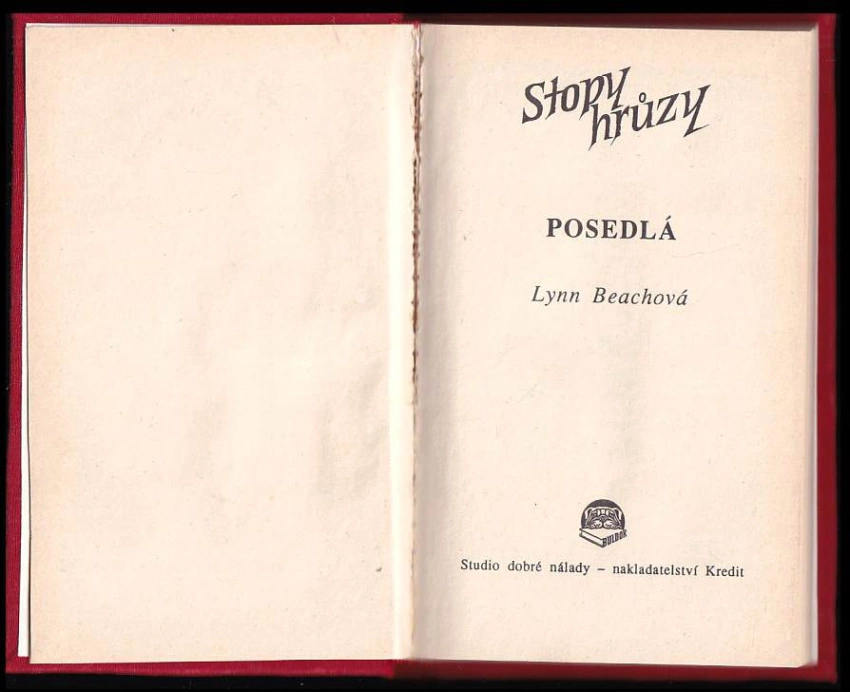 Stopy
hrůzy
POSEDLÁ
Lynn Beachová
BULDOK
Studio dobré nálady – nakladatelství Kredit